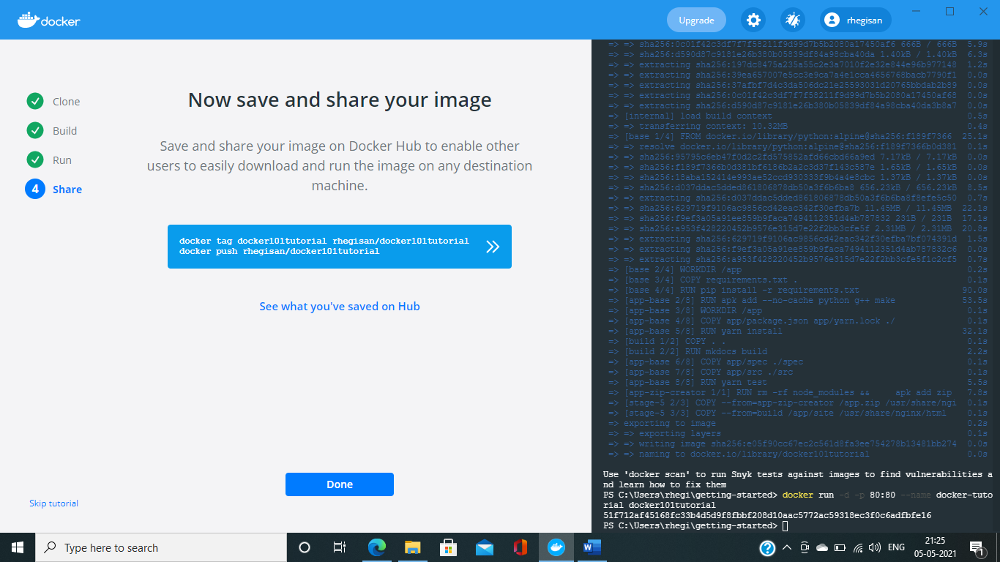 docker
Upgrade
rhegisan
Clone
Build
Run
4 Share
Now save and share your image
Save and share your image on Docker Hub to enable other
users to easily download and run the image on any destination
machine.
docker tag docker101tutorial rhegisan/docker101tutorial
docker push rhegisan/docker101tutorial
See what you've saved on Hub
Done
Skip tutorial
=> => sha256:0c01f42c3df7f7f58211f9d99d7b5b2080a17450af6 666B / 666B 5.9s
=> => sha256:d590d87c9181e26b380b05839df84a98cba40da 1.40kB / 1.40kB 6.3s
=> => extracting sha256:197dc8475a235a55c2e3a7010f2e32e844e96b977148 1.2s
=> => extracting sha256:39ea657007e5cc3e9ca7a4e1cca4656768bacb7790f1 0.0s
=> => extracting sha256:37afbf7d4c3da506dc21e25593031d20765bbdab2b89 0.0s
=> => extracting sha256:0c01f42c3df7f7f58211f9d99d7b5b2080a17450af68 0.0s
=> => extracting sha256:d590d87c9181e26b380b05839df84a98cba40da3b8a7 0.0s
=> [internal] load build context 0.5s
=> => transferring context: 10.32MB 0.4s
=> [base 1/4] FROM docker.io/library/python:alpine@sha256:f189f7366 25.1s
=> => resolve docker.io/library/python:alpine@sha256:f189f7366b0d381 0.1s
=> => sha256:95795c6eb47f0d2c2fd575852afd66cbd66a9ed 7.17kB / 7.17kB 0.0s
=> => sha256:f189f7366b0d381bf6186b2a2c3d37f143c587e 1.65kB / 1.65kB 0.0s
=> => sha256:18aba152414e993ae52ccd930333f9b4a4e8cbc 1.37kB / 1.37kB 0.0s
=> => sha256:d037ddac5dded861806878db50a3f6b6ba8 656.23kB / 656.23kB 8.5s
=> => extracting sha256:d037ddac5dded861806878db50a3f6b6ba8f8efe5c50 0.7s
=> => sha256:629719f9106ac9856cd42eac342f30efba7b 11.45MB / 11.45MB 22.1s
=> => sha256:f9ef3a05a91ee859b9faca7494112351d4ab787832 231B / 231B 17.1s
=> => sha256:a953f428220452b9576e315d7e22f2bb3cfe5f 2.31MB / 2.31MB 20.8s
=> => extracting sha256:629719f9106ac9856cd42eac342f30efba7bf074391d 1.5s
=> => extracting sha256:f9ef3a05a91ee859b9faca7494112351d4ab787832c6 0.0s
=> => extracting sha256:a953f428220452b9576e315d7e22f2bb3cfe5f1c2cf5 0.7s
=> [base 2/4] WORKDIR /app 0.2s
=> [base 3/4] COPY requirements.txt . 0.1s
=> [base 4/4] RUN pip install -r requirements.txt 90.0s
=> [app-base 2/8] RUN apk add --no-cache python g++ make 53.5s
=> [app-base 3/8] WORKDIR /app 0.1s
=> [app-base 4/8] COPY app/package.json app/yarn.lock ./ 0.1s
=> [app-base 5/8] RUN yarn install 32.1s
=> [build 1/2] COPY . . 0.1s
=> [build 2/2] RUN mkdocs build 2.2s
=> [app-base 6/8] COPY app/spec ./spec 0.1s
=> [app-base 7/8] COPY app/src ./src 0.1s
=> [app-base 8/8] RUN yarn test 5.5s
=> [app-zip-creator 1/1] RUN rm -rf node_modules &&     apk add zip 7.8s
=> [stage-5 2/3] COPY --from=app-zip-creator /app.zip /usr/share/ngi 0.1s
=> [stage-5 3/3] COPY --from=build /app/site /usr/share/nginx/html 0.1s
=> exporting to image 0.2s
=> => exporting layers 0.1s
=> => writing image sha256:e05f90cc67ec2c561d8fa3ee754278b13481bb274 0.0s
=> => naming to docker.io/library/docker101tutorial 0.0s
Use 'docker scan' to run Snyk tests against images to find vulnerabilities a
nd learn how to fix them
PS C:\Users\rhegi\getting-started> docker run -d -p 80:80 --name docker-tuto
rial docker101tutorial
51f712af45168fc33b4d5d9f8fbbf208d10aac5772ac59318ec3f0c6adfbfe16
PS C:\Users\rhegi\getting-started>
Type here to search
ENG
21:25
05-05-2021
1